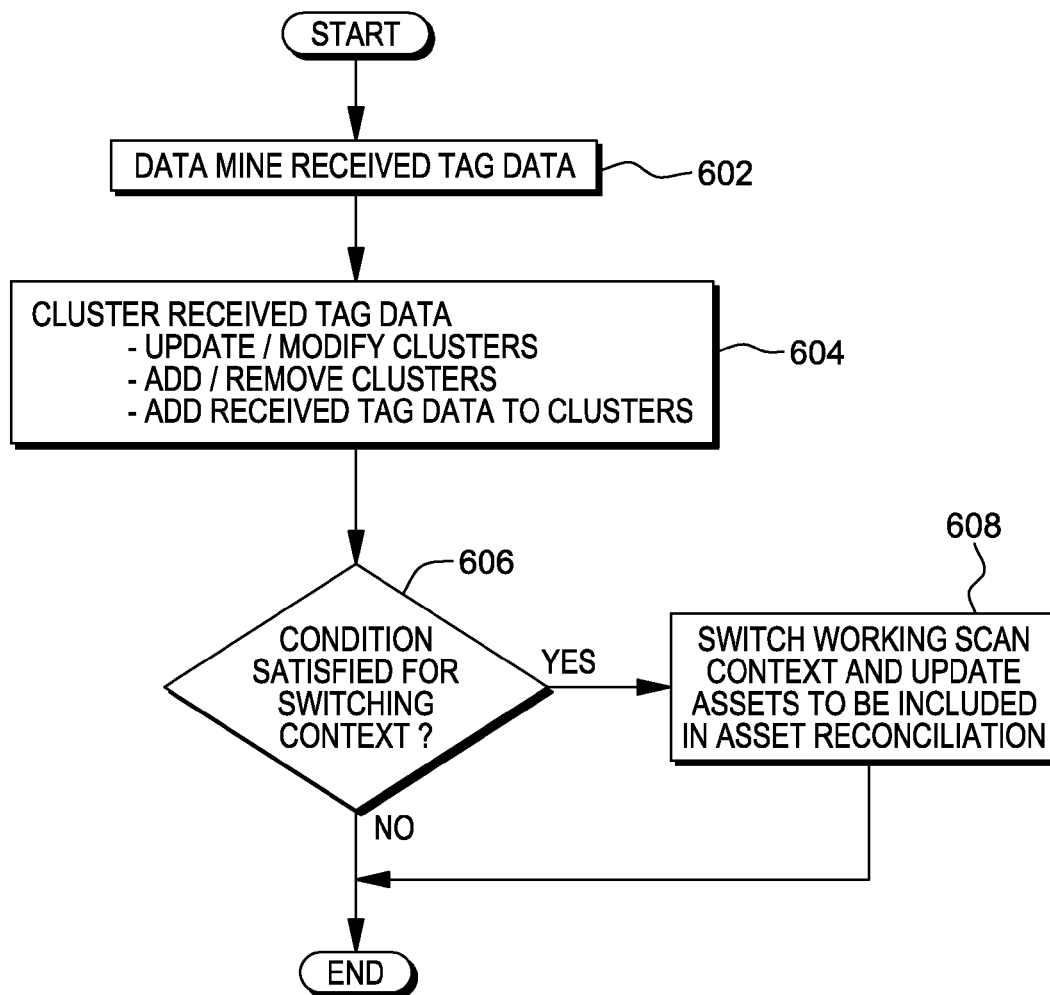 START
DATA MINE RECEIVED TAG DATA
602
CLUSTER RECEIVED TAG DATA
- UPDATE / MODIFY CLUSTERS
- ADD / REMOVE CLUSTERS
- ADD RECEIVED TAG DATA TO CLUSTERS
604
606
CONDITION
SATISFIED FOR
SWITCHING
CONTEXT ?
YES
608
SWITCH WORKING SCAN
CONTEXT AND UPDATE
ASSETS TO BE INCLUDED
IN ASSET RECONCILIATION
NO
END